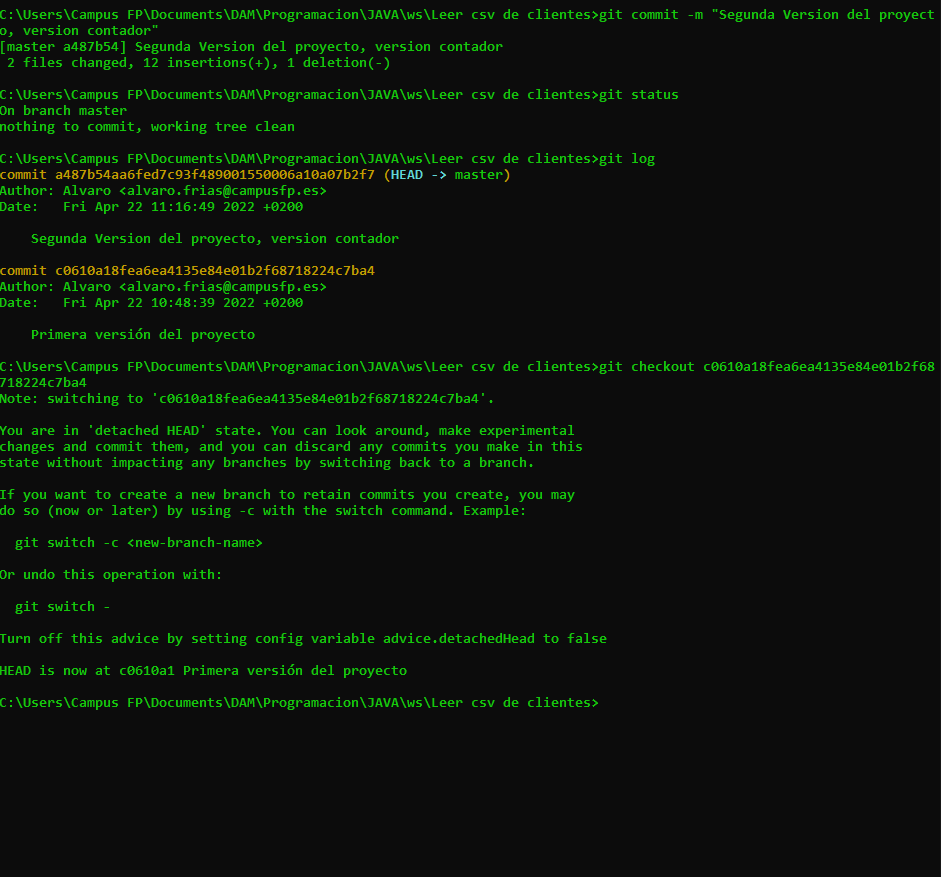 C:\Users\Campus FP\Documents\DAM\Programacion\JAVA\ws\Leer csv de clientes>git commit -m "Segunda Version del proyect
o, version contador"
[master a487b54] Segunda Version del proyecto, version contador
 2 files changed, 12 insertions(+), 1 deletion(-)

C:\Users\Campus FP\Documents\DAM\Programacion\JAVA\ws\Leer csv de clientes>git status
On branch master
nothing to commit, working tree clean

C:\Users\Campus FP\Documents\DAM\Programacion\JAVA\ws\Leer csv de clientes>git log
commit a487b54aa6fed7c93f489001550006a10a07b2f7 (HEAD -> master)
Author: Alvaro <alvaro.frias@campusfp.es>
Date:   Fri Apr 22 11:16:49 2022 +0200

    Segunda Version del proyecto, version contador

commit c0610a18fea6ea4135e84e01b2f68718224c7ba4
Author: Alvaro <alvaro.frias@campusfp.es>
Date:   Fri Apr 22 10:48:39 2022 +0200

    Primera versión del proyecto

C:\Users\Campus FP\Documents\DAM\Programacion\JAVA\ws\Leer csv de clientes>git checkout c0610a18fea6ea4135e84e01b2f68
718224c7ba4
Note: switching to 'c0610a18fea6ea4135e84e01b2f68718224c7ba4'.

You are in 'detached HEAD' state. You can look around, make experimental
changes and commit them, and you can discard any commits you make in this
state without impacting any branches by switching back to a branch.

If you want to create a new branch to retain commits you create, you may
do so (now or later) by using -c with the switch command. Example:

  git switch -c <new-branch-name>

Or undo this operation with:

  git switch -

Turn off this advice by setting config variable advice.detachedHead to false

HEAD is now at c0610a1 Primera versión del proyecto

C:\Users\Campus FP\Documents\DAM\Programacion\JAVA\ws\Leer csv de clientes>